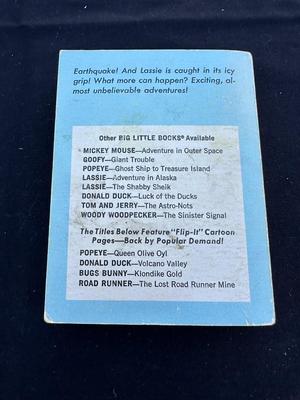 Earthquake! And Lassie is caught in its icy
grip! What more can happen? Exciting, al-
most unbelievable adventures!
Other BIG LITTLE BOOKS® Available
MICKEY MOUSE—Adventure in Outer Space
GOOFY—Giant Trouble
POPEYE—Ghost Ship to Treasure Island
LASSIE—Adventure in Alaska
LASSIE—The Shabby Sheik
DONALD DUCK—Luck of the Ducks
TOM AND JERRY—The Astro-Nots
WOODY WOODPECKER—The Sinister Signal
The Titles Below Feature "Flip-It" Cartoon
Pages—Back by Popular Demand!
POPEYE—Queen Olive Oyl
DONALD DUCK—Volcano Valley
BUGS BUNNY—Klondike Gold
ROAD RUNNER—The Lost Road Runner Mine